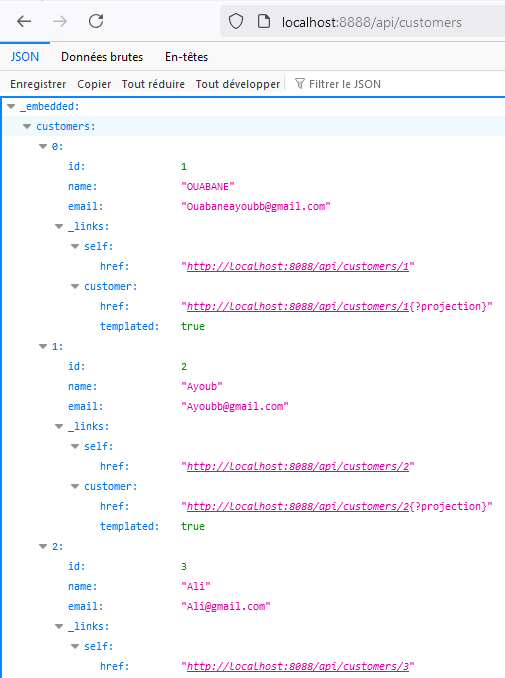 localhost:8888/api/customers
JSON Données brutes En-têtes
Enregistrer Copier Tout réduire Tout développer Filtrer le JSON
_embedded:
customers:
0:
id: 1
name: "OUABANE"
email: "Ouabaneayoubb@gmail.com"
_links:
self:
href: "http://localhost:8088/api/customers/1"
customer:
href: "http://localhost:8088/api/customers/1{?projection}"
templated: true
1:
id: 2
name: "Ayoub"
email: "Ayoubb@gmail.com"
_links:
self:
href: "http://localhost:8088/api/customers/2"
customer:
href: "http://localhost:8088/api/customers/2{?projection}"
templated: true
2:
id: 3
name: "Ali"
email: "Ali@gmail.com"
_links:
self:
href: "http://localhost:8088/api/customers/3"